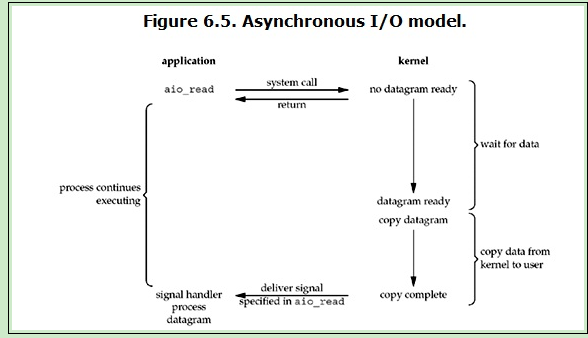 Figure 6.5. Asynchronous I/O model.
application
kernel
aio_read
system call
return
no datagram ready
wait for data
process continues
executing
datagram ready
copy datagram
copy data from
kernel to user
signal handler
process
datagram
deliver signal
specified in aio_read
copy complete